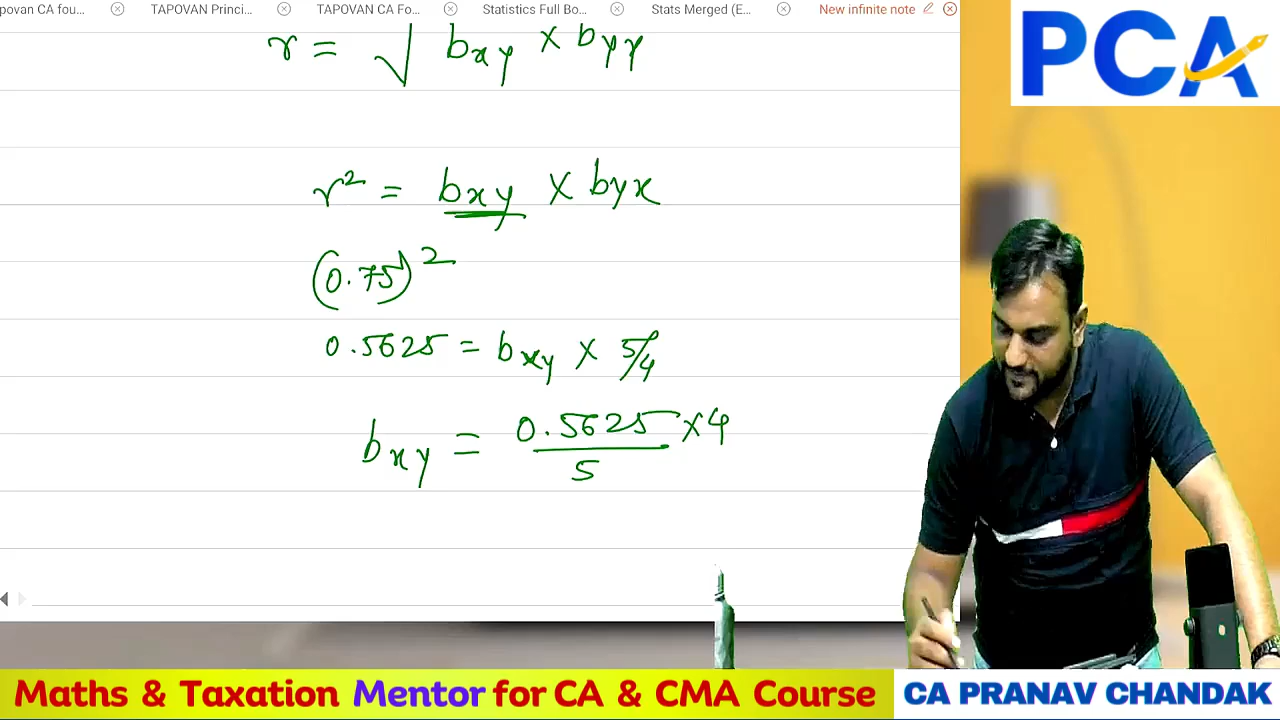 povan CA fou...
TAPOVAN Princi...
TAPOVAN CA Fo...
Statistics Full Bo...
Stats Merged (E...
New infinite note
PCA
r = √ bxy × byx
r² = bxy × byx
(0.75)²
0.5625 = bxy × 5/4
bxy = 0.5625/5 × 4
Maths & Taxation Mentor for CA & CMA Course
CA PRANAV CHANDAK